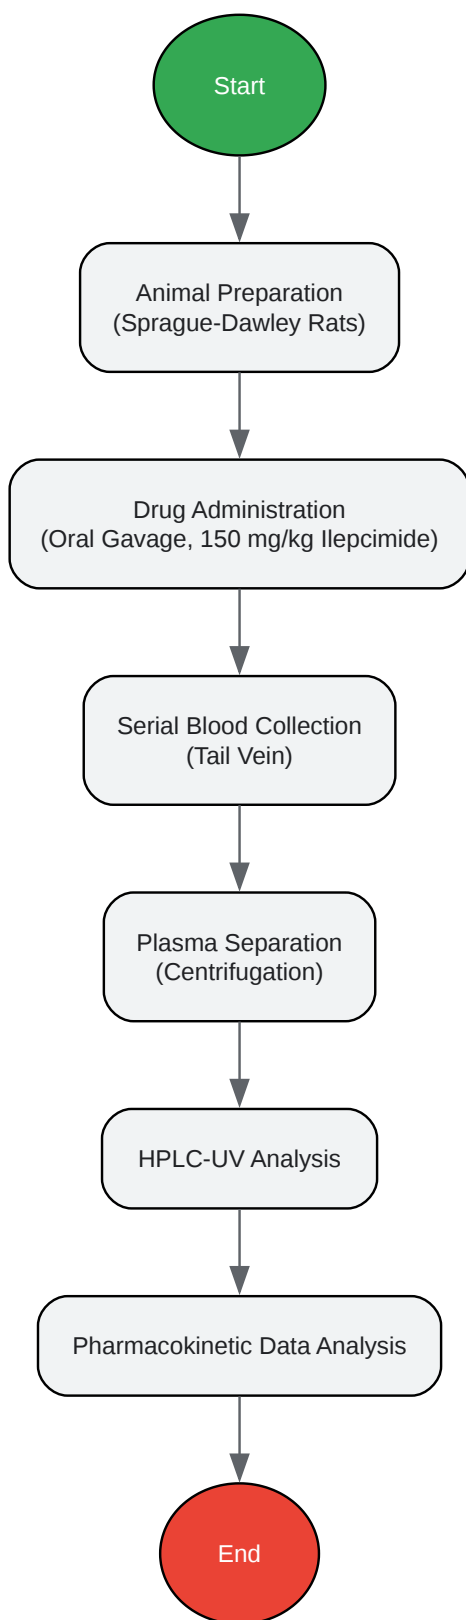 Start
Animal Preparation
(Sprague-Dawley Rats)
Drug Administration
(Oral Gavage, 150 mg/kg Ilepcimide)
Serial Blood Collection
(Tail Vein)
Plasma Separation
(Centrifugation)
HPLC-UV Analysis
Pharmacokinetic Data Analysis
End